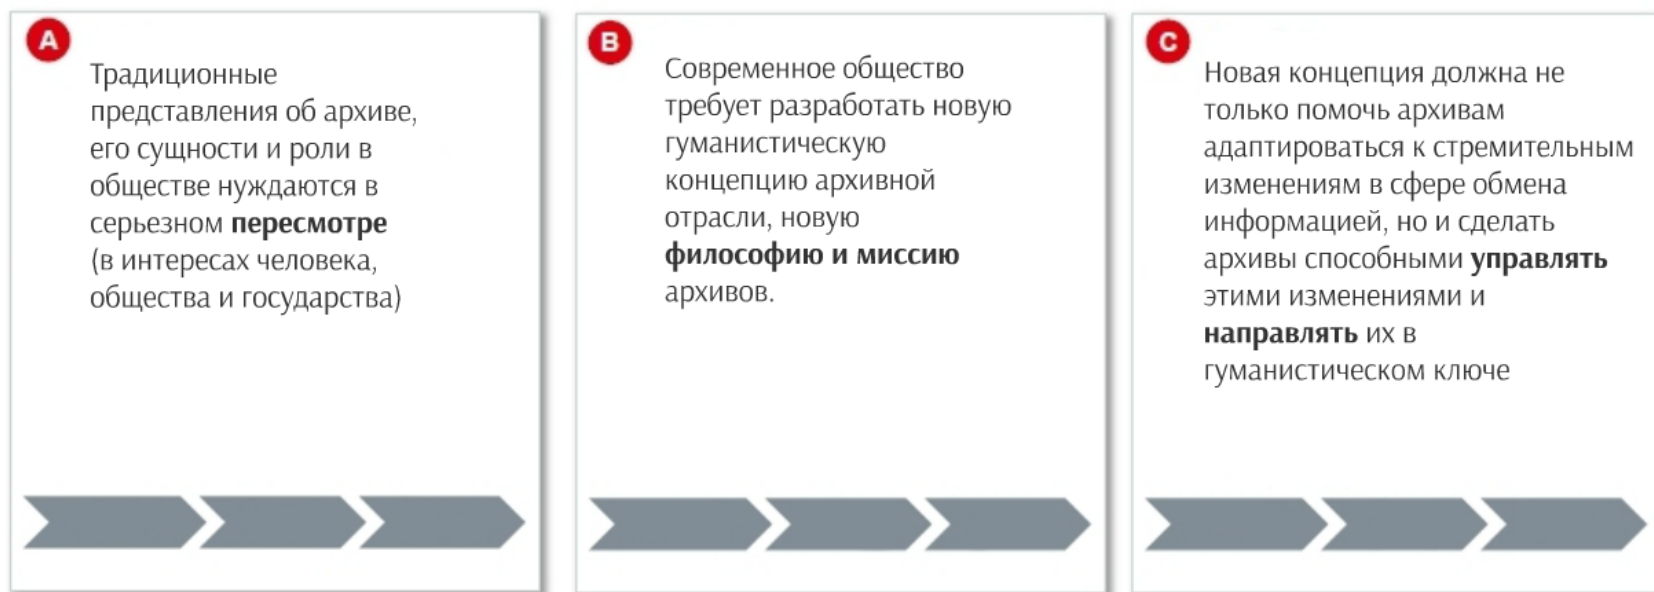 A
Традиционные
представления об архиве,
его сущности и роли в
обществе нуждаются в
серьезном пересмотре
(в интересах человека,
общества и государства)
B
Современное общество
требует разработать новую
гуманистическую
концепцию архивной
отрасли, новую
философию и миссию
архивов.
C
Новая концепция должна не
только помочь архивам
адаптироваться к стремительным
изменениям в сфере обмена
информацией, но и сделать
архивы способными управлять
этими изменениями и
направлять их в
гуманистическом ключе